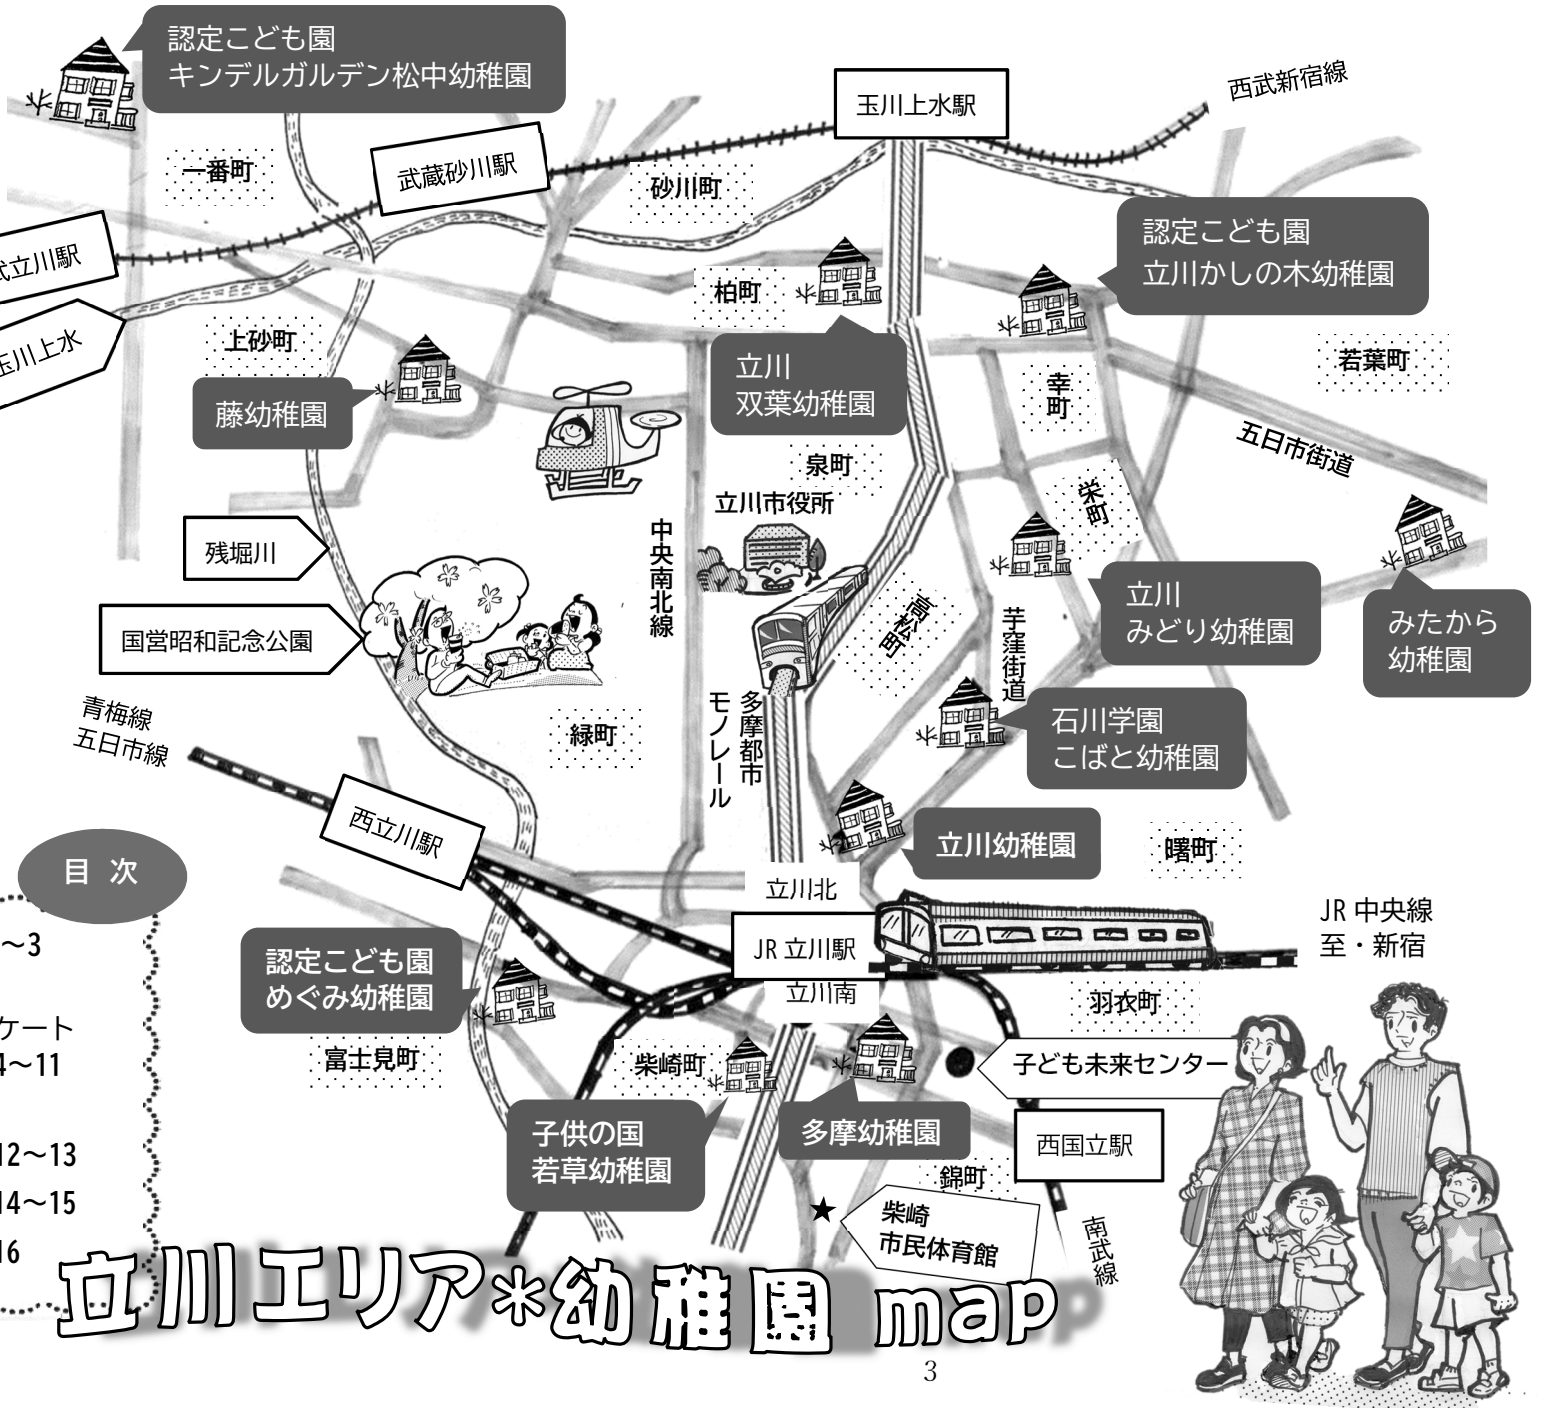 認定こども園
キンデルガルデン松中幼稚園
玉川上水駅
西武新宿線
一番町
武蔵砂川駅
砂川町
認定こども園
立川かしの木幼稚園
武立川駅
柏町
玉川上水
上砂町
若葉町
立川
双葉幼稚園
幸町
藤幼稚園
五日市街道
泉町
栄町
立川市役所
中央南北線
残堀川
立川
みどり幼稚園
高松町
芋窪街道
みたから
幼稚園
国営昭和記念公園
青梅線
五日市線
緑町
多摩都市
モノレール
石川学園
こばと幼稚園
西立川駅
立川幼稚園
曙町
目 次
立川北
JR 中央線
至・新宿
～3
JR 立川駅
認定こども園
めぐみ幼稚園
立川南
羽衣町
ケート
4～11
富士見町
柴崎町
子ども未来センター
子供の国
若草幼稚園
多摩幼稚園
西国立駅
12～13
錦町
14～15
柴崎
市民体育館
南武線
16
立川エリア*幼稚園 map
3